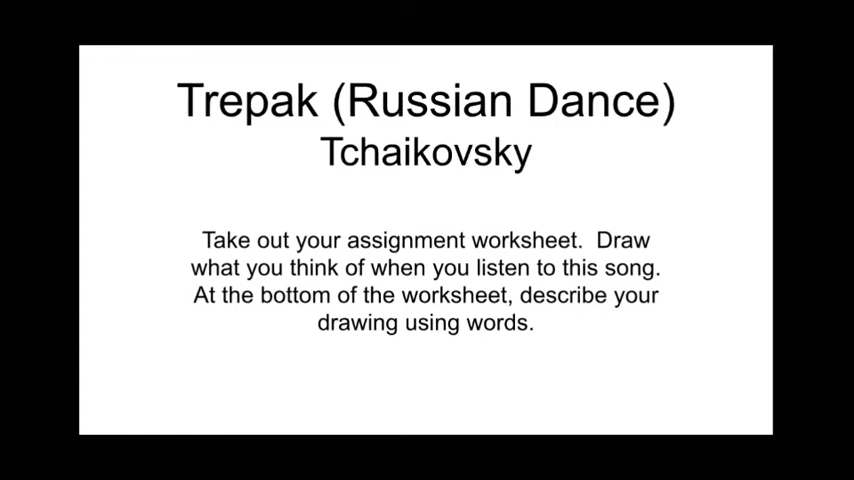 Trepak (Russian Dance)
Tchaikovsky
Take out your assignment worksheet.  Draw
what you think of when you listen to this song.
At the bottom of the worksheet, describe your
drawing using words.